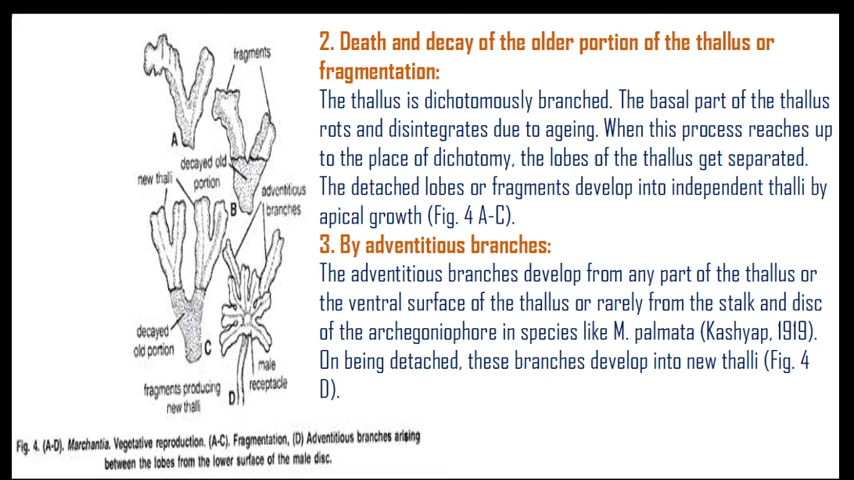 fragments
A
decayed old
portion
new thalli
B
adventitious
branches
decayed
old portion
C
male
receptacle
D
fragments producing
new thalli
Fig. 4. (A-D). Marchantia. Vegetative reproduction. (A-C). Fragmentation, (D) Adventitious branches arising
between the lobes from the lower surface of the male disc.
2. Death and decay of the older portion of the thallus or
fragmentation:
The thallus is dichotomously branched. The basal part of the thallus
rots and disintegrates due to ageing. When this process reaches up
to the place of dichotomy, the lobes of the thallus get separated.
The detached lobes or fragments develop into independent thalli by
apical growth (Fig. 4 A-C).
3. By adventitious branches:
The adventitious branches develop from any part of the thallus or
the ventral surface of the thallus or rarely from the stalk and disc
of the archegoniophore in species like M. palmata (Kashyap, 1919).
On being detached, these branches develop into new thalli (Fig. 4
D).